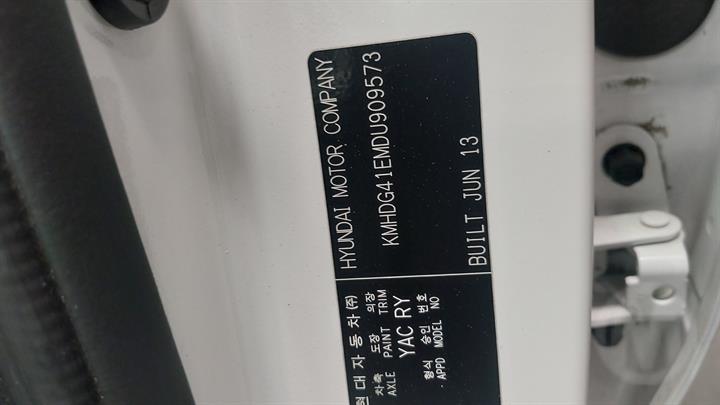 현대자동차(주) HYUNDAI MOTOR COMPANY
차축 도장 의장
AXLE PAINT TRIM
KMHDG41EMDU909573
YAC RY
형식 승인 번호
APPD MODEL NO
BUILT JUN 13